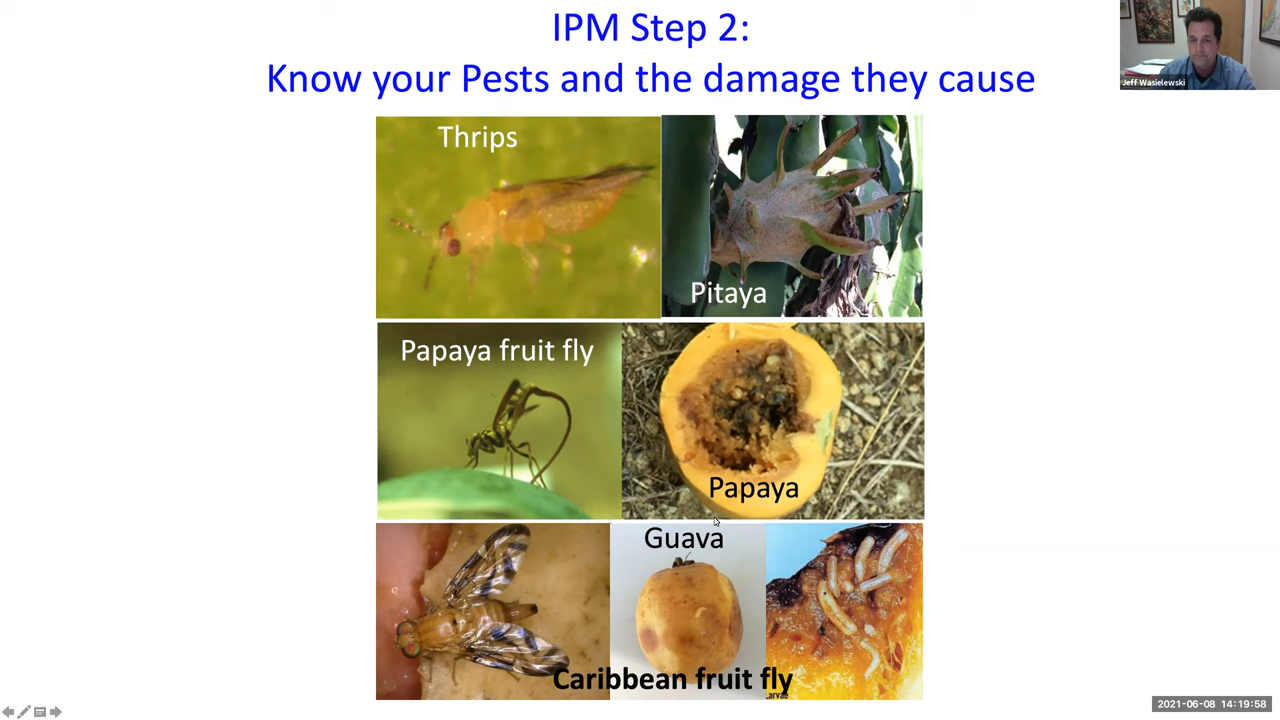 IPM Step 2:
Know your Pests and the damage they cause
Jeff Wasielewski
Thrips
Pitaya
Papaya fruit fly
Papaya
Guava
Caribbean fruit fly
Larvae
2021-06-08 14:19:58